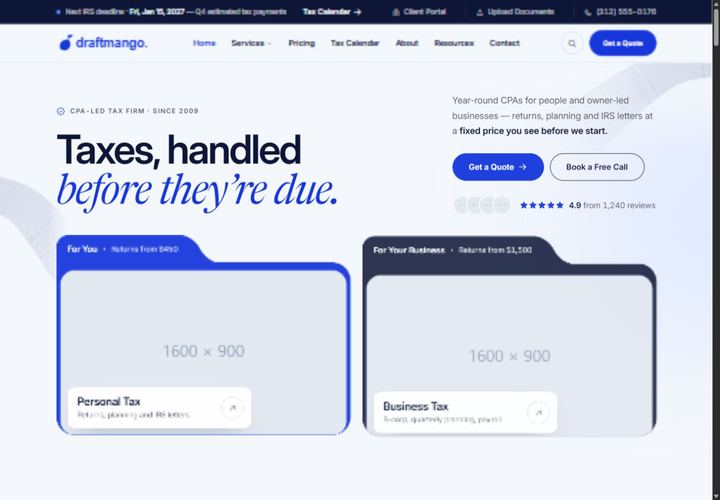 Next IRS deadline · Fri, Jan 15, 2027 — Q4 estimated tax payments Tax Calendar → Client Portal Upload Documents (312) 555-0176
draftmango. Home Services Pricing Tax Calendar About Resources Contact Get a Quote
CPA-LED TAX FIRM · SINCE 2009
Taxes, handled
before they're due.
Year-round CPAs for people and owner-led
businesses — returns, planning and IRS letters at
a fixed price you see before we start.
Get a Quote → Book a Free Call
★★★★★ 4.9 from 1,240 reviews
For You • Returns from $450
1600 × 900
Personal Tax
Returns, planning and IRS letters
For Your Business • Returns from $1,500
1600 × 900
Business Tax
S-corp, quarterly planning, payroll